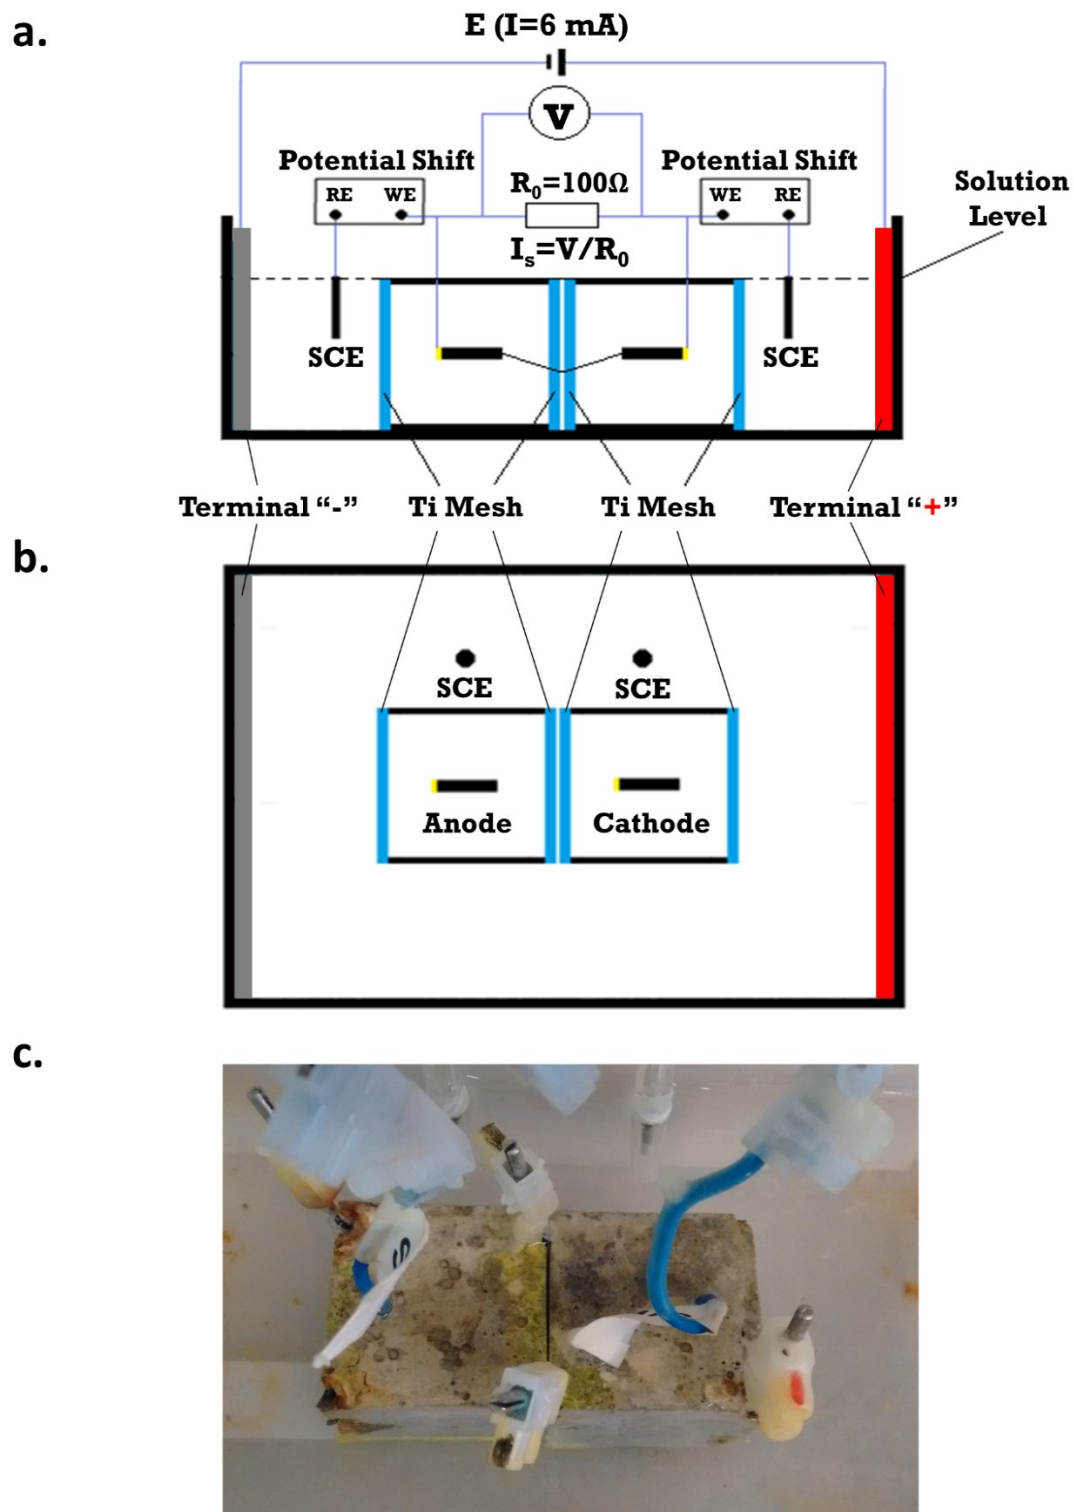 a.
E (I=6 mA)
V
Potential Shift
Potential Shift
RE WE
R₀=100Ω
WE RE
Solution
Level
Iₛ=V/R₀
SCE
SCE
Terminal “-”
Ti Mesh
Ti Mesh
Terminal “+”
b.
SCE
SCE
Anode
Cathode
c.